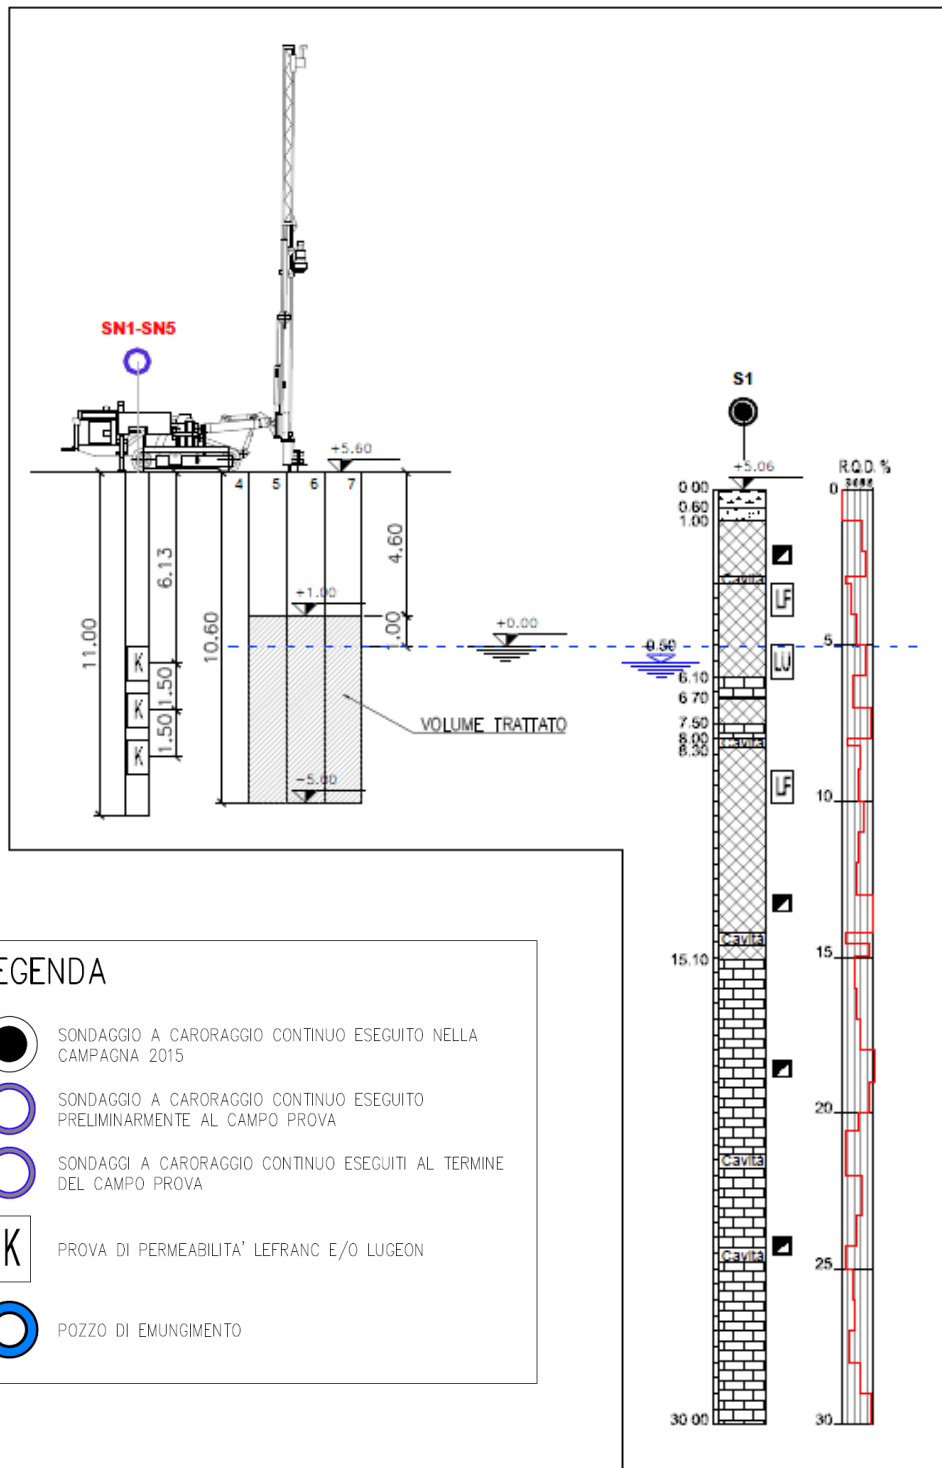 SN1-SN5
S1
+5.60
+5.06
R.Q.D. %
4 5 6 7
0 00
0.60
1.00
0
4.60
6.13
Cavità
LF
+1.00
11.00
10.60
1.00
+0.00
0.50
5
K
LU
6.10
1.50
K
6 70
VOLUME TRATTATO
7.50
1.50
K
8.00
Cavità
8.30
-5.00
LF
10
Cavità
15.10
15
EGENDA
SONDAGGIO A CARORAGGIO CONTINUO ESEGUITO NELLA
CAMPAGNA 2015
SONDAGGIO A CARORAGGIO CONTINUO ESEGUITO
PRELIMINARMENTE AL CAMPO PROVA
SONDAGGI A CARORAGGIO CONTINUO ESEGUITI AL TERMINE
DEL CAMPO PROVA
K
PROVA DI PERMEABILITA' LEFRANC E/O LUGEON
POZZO DI EMUNGIMENTO
20
Cavità
Cavità
25
30 00
30